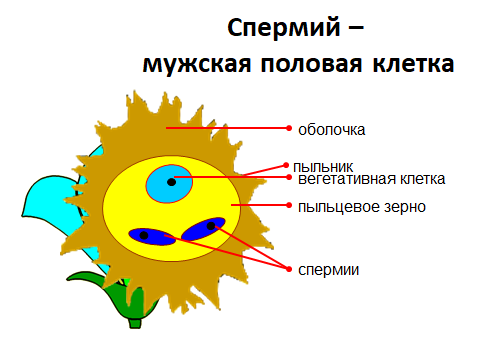 Спермий –
мужская половая клетка
оболочка
пыльник
вегетативная клетка
пыльцевое зерно
спермии